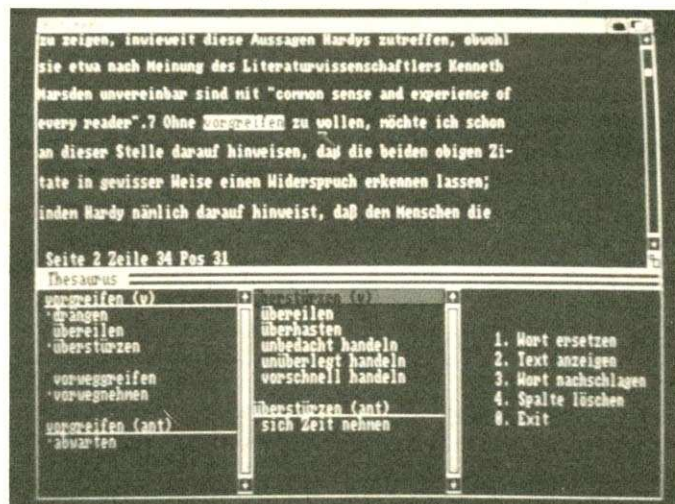 zu zeigen, inwieweit diese Aussagen Hardys zutreffen, obwohl
sie etwa nach Meinung des Literaturwissenschaftlers Kenneth
Marsden unvereinbar sind mit "common sense and experience of
every reader".7 Ohne vorgreifen zu wollen, möchte ich schon
an dieser Stelle darauf hinweisen, daß die beiden obigen Zi-
tate in gewisser Weise einen Widerspruch erkennen lassen;
indem Hardy nämlich darauf hinweist, daß den Menschen die
Seite 2 Zeile 34 Pos 31
Thesaurus
vorgreifen (v)
·drängen
übereilen
·überstürzen
vorweggreifen
·vorwegnehmen
vorgreifen (ant)
·abwarten
überstürzen (v)
übereilen
überhasten
unbedacht handeln
unüberlegt handeln
vorschnell handeln
überstürzen (ant)
sich Zeit nehmen
1. Wort ersetzen
2. Text anzeigen
3. Wort nachschlagen
4. Spalte löschen
0. Exit